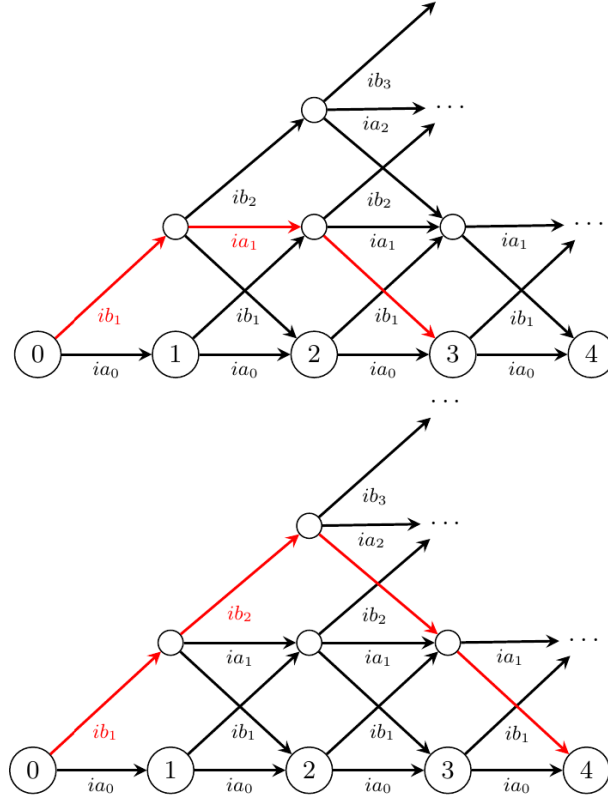 ib₃
ia₂ ···
ib₂ ib₂
ia₁ ia₁ ia₁ ···
ib₁ ib₁ ib₁ ib₁
0 1 2 3 4
ia₀ ia₀ ia₀ ia₀
···
ib₃
ia₂ ···
ib₂ ib₂
ia₁ ia₁ ia₁ ···
ib₁ ib₁ ib₁ ib₁
0 1 2 3 4
ia₀ ia₀ ia₀ ia₀